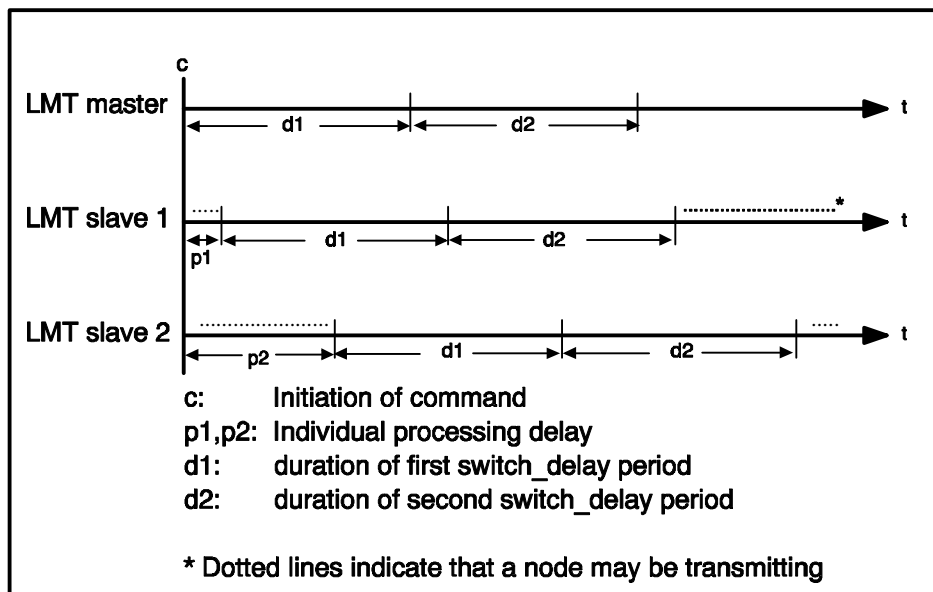 c
LMT master
t
d1
d2
LMT slave 1
*
t
p1
d1
d2
LMT slave 2
t
p2
d1
d2
c: Initiation of command
p1,p2: Individual processing delay
d1: duration of first switch_delay period
d2: duration of second switch_delay period
* Dotted lines indicate that a node may be transmitting